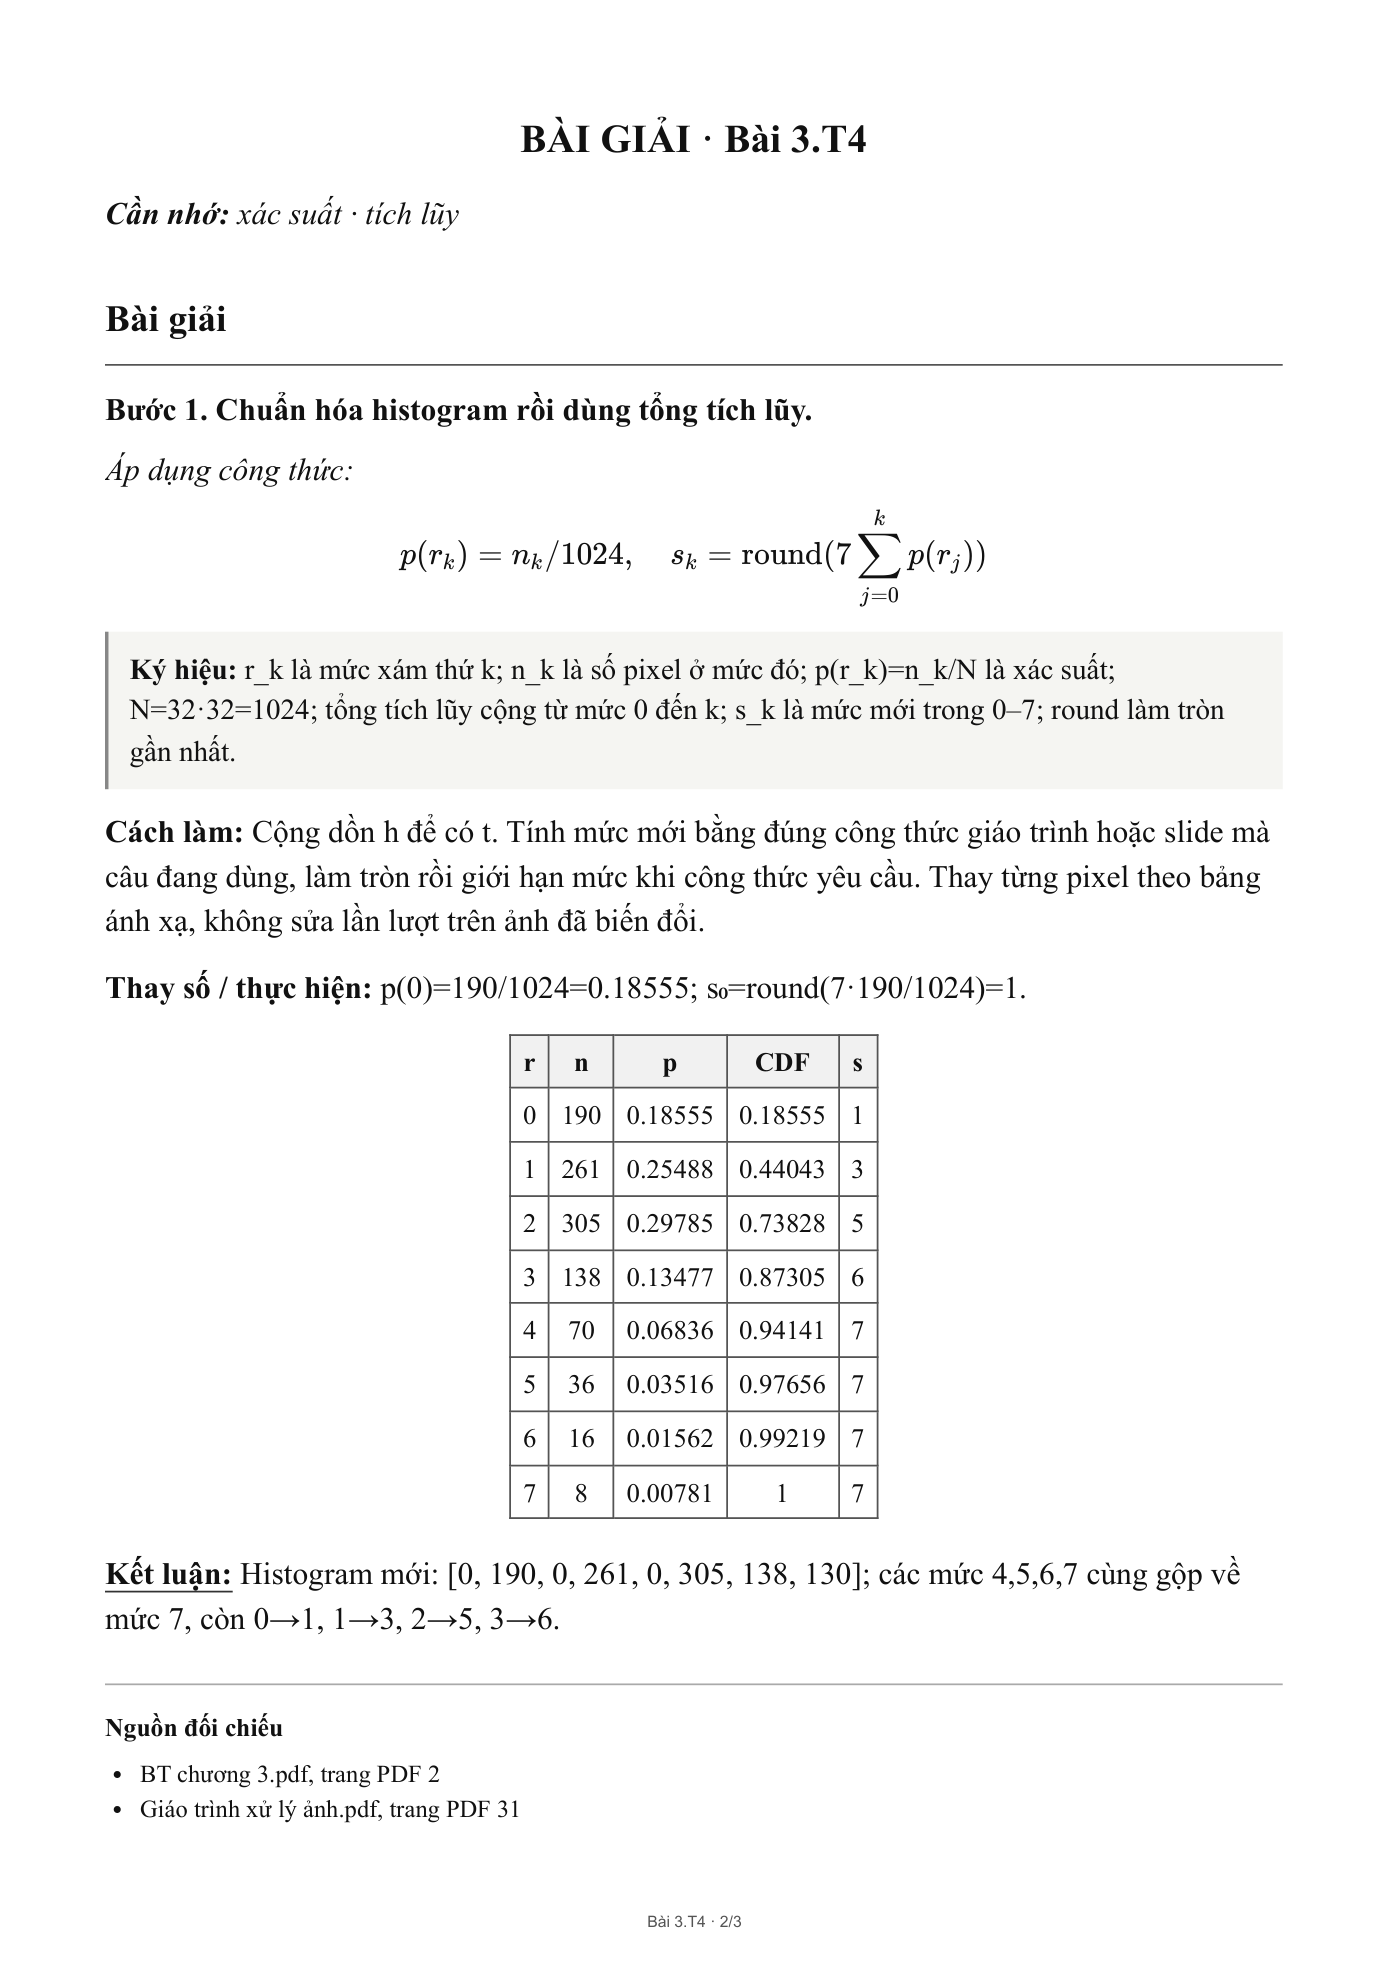 BÀI GIẢI · Bài 3.T4
Cần nhớ: xác suất · tích lũy
Bài giải
Bước 1. Chuẩn hóa histogram rồi dùng tổng tích lũy.
Áp dụng công thức:
p(r_k) = n_k/1024, s_k = round(7 ∑_{j=0}^{k} p(r_j))
Ký hiệu: r_k là mức xám thứ k; n_k là số pixel ở mức đó; p(r_k)=n_k/N là xác suất;
N=32·32=1024; tổng tích lũy cộng từ mức 0 đến k; s_k là mức mới trong 0–7; round làm tròn
gần nhất.
Cách làm: Cộng dồn h để có t. Tính mức mới bằng đúng công thức giáo trình hoặc slide mà
câu đang dùng, làm tròn rồi giới hạn mức khi công thức yêu cầu. Thay từng pixel theo bảng
ánh xạ, không sửa lần lượt trên ảnh đã biến đổi.
Thay số / thực hiện: p(0)=190/1024=0.18555; s₀=round(7·190/1024)=1.
r n p CDF s
0 190 0.18555 0.18555 1
1 261 0.25488 0.44043 3
2 305 0.29785 0.73828 5
3 138 0.13477 0.87305 6
4 70 0.06836 0.94141 7
5 36 0.03516 0.97656 7
6 16 0.01562 0.99219 7
7 8 0.00781 1 7
Kết luận: Histogram mới: [0, 190, 0, 261, 0, 305, 138, 130]; các mức 4,5,6,7 cùng gộp về
mức 7, còn 0→1, 1→3, 2→5, 3→6.
Nguồn đối chiếu
• BT chương 3.pdf, trang PDF 2
• Giáo trình xử lý ảnh.pdf, trang PDF 31
Bài 3.T4 · 2/3